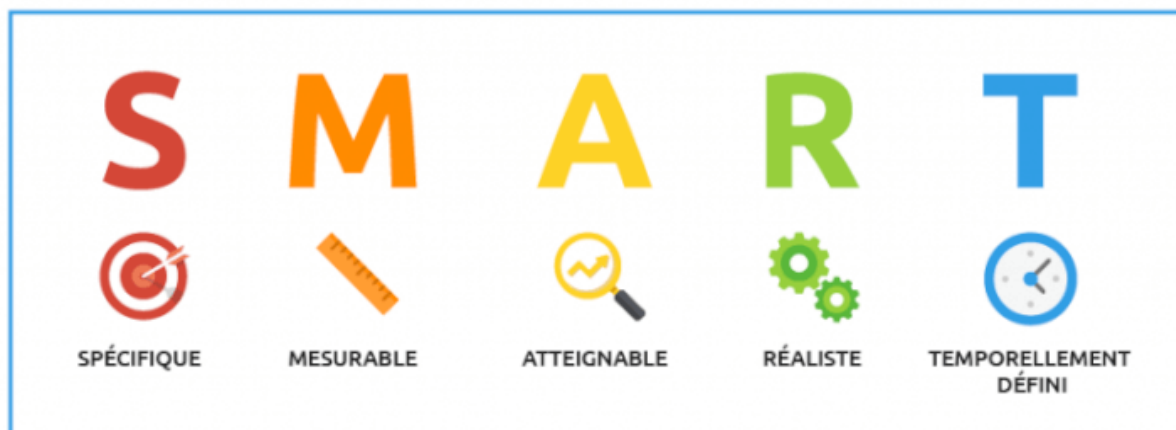 S M A R T
SPÉCIFIQUE MESURABLE ATTEIGNABLE RÉALISTE TEMPORELLEMENT
DÉFINI